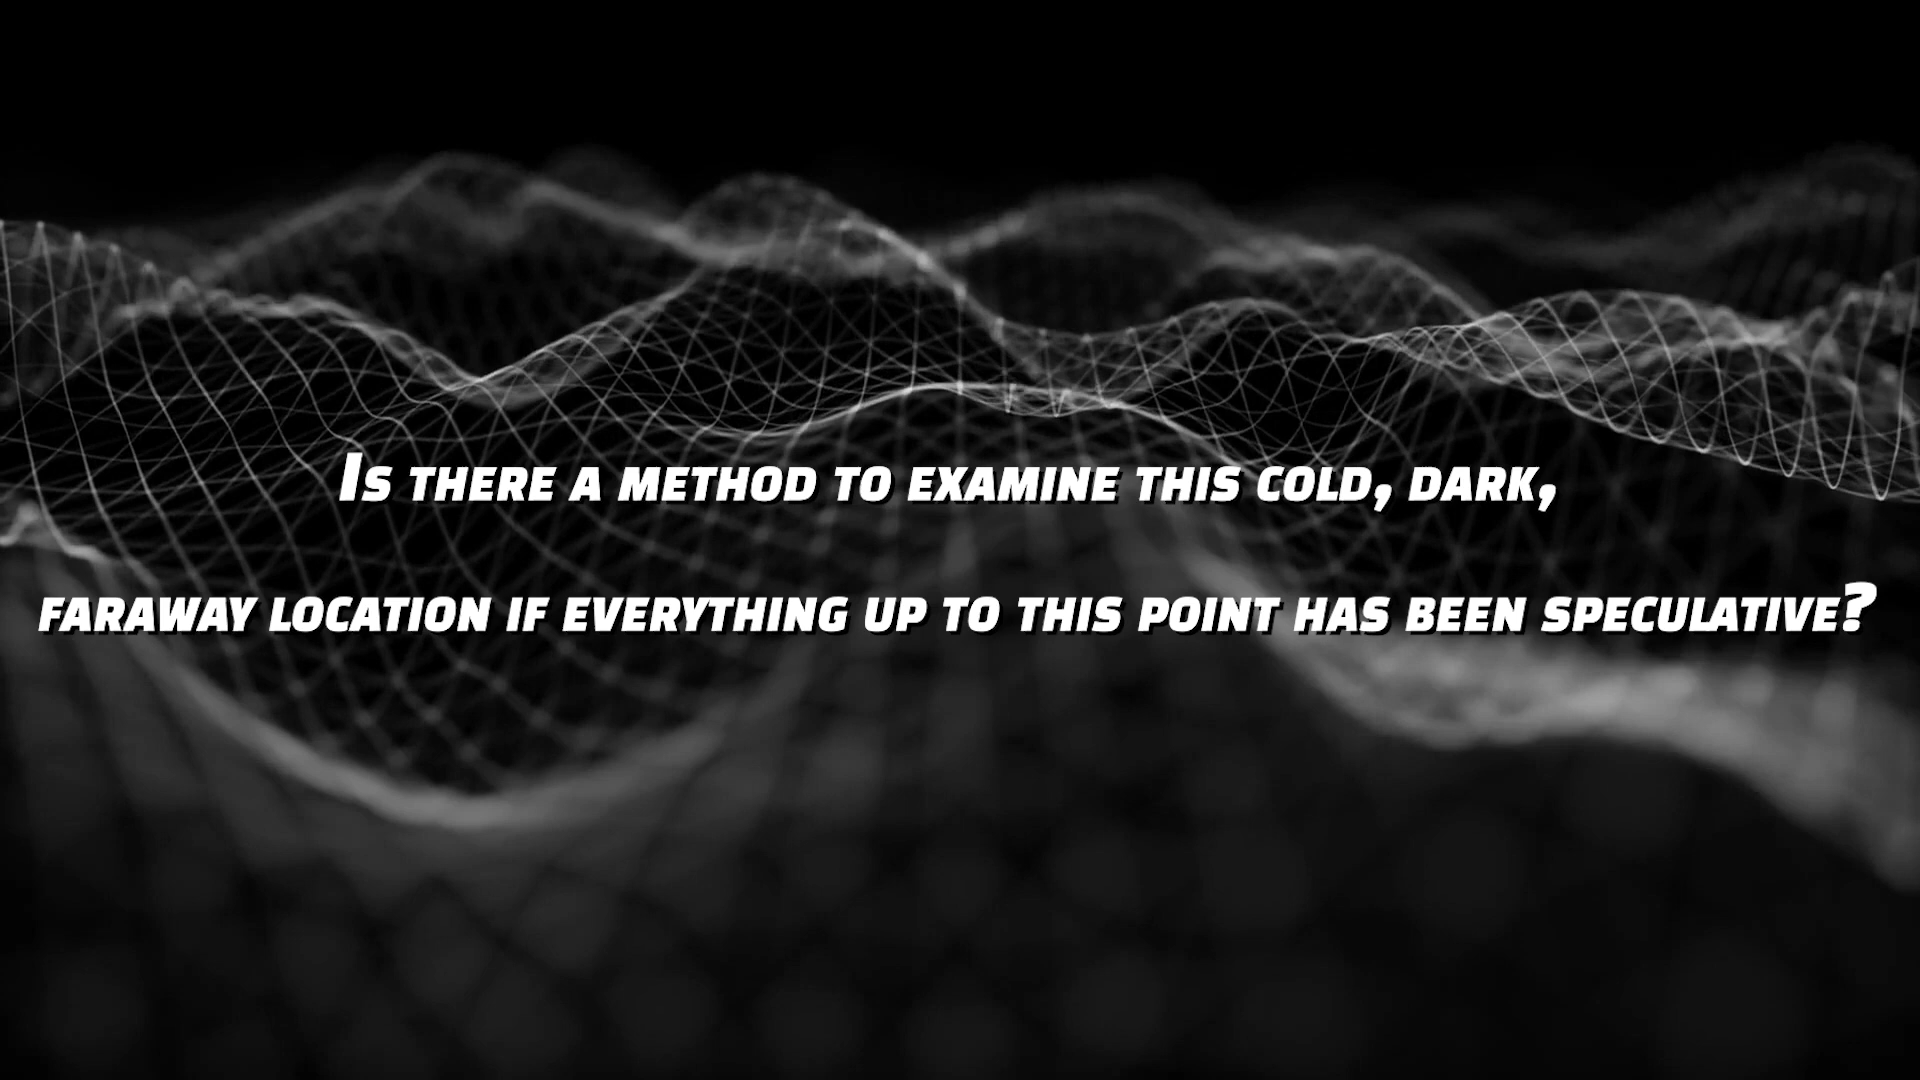 Is there a method to examine this cold, dark,
faraway location if everything up to this point has been speculative?